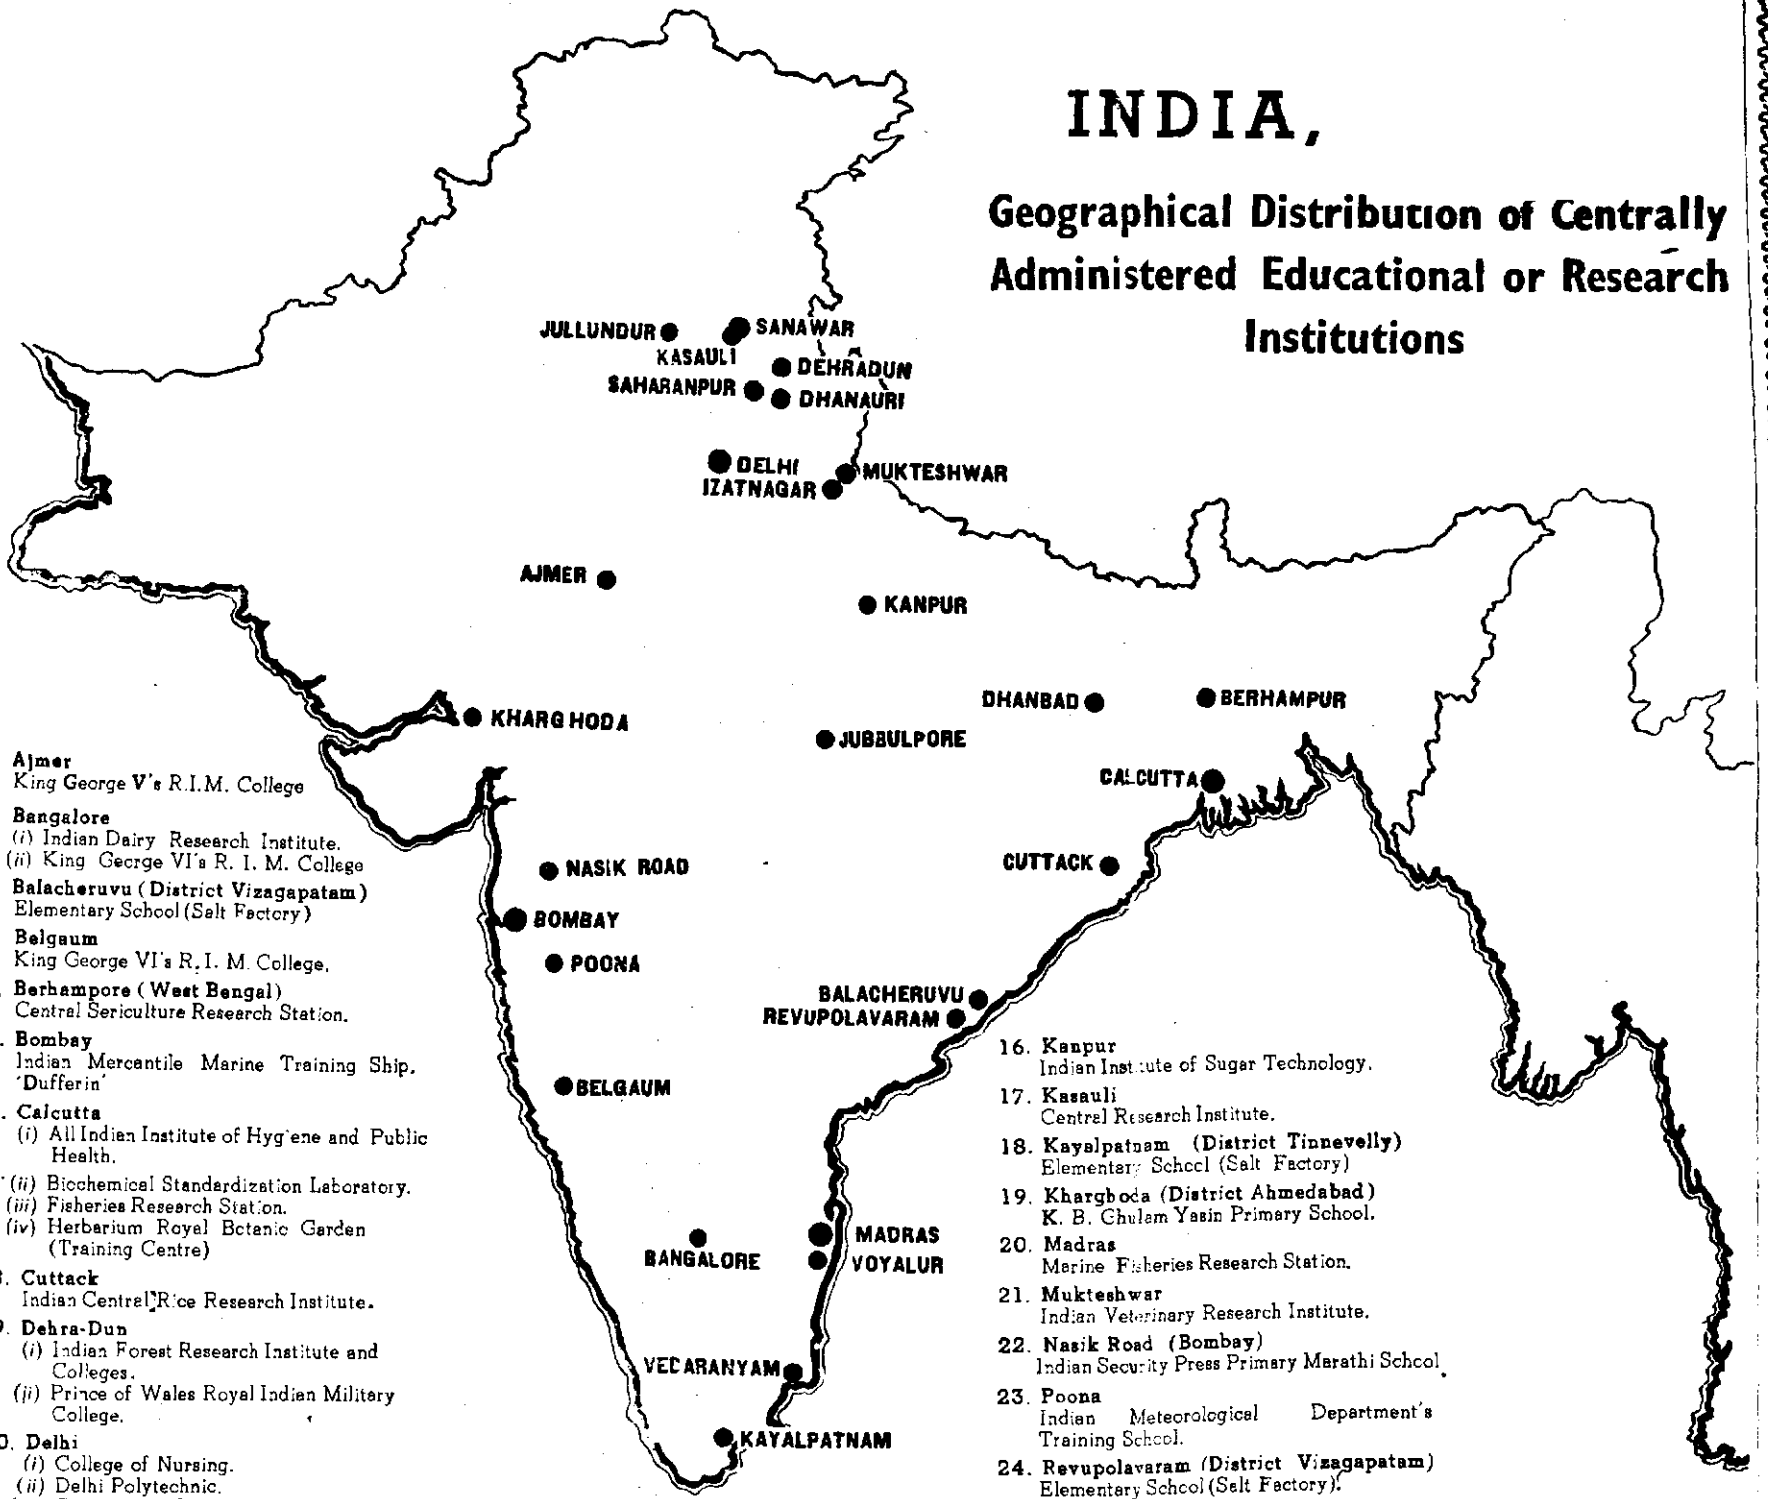 INDIA,
Geographical Distribution of Centrally
Administered Educational or Research
Institutions
JULLUNDUR
SANAWAR
KASAULI
DEHRADUN
SAHARANPUR
DHANAURI
DELHI
MUKTESHWAR
IZATNAGAR
AJMER
KANPUR
DHANBAD
BERHAMPUR
KHARGHODA
JUBBULPORE
CALCUTTA
NASIK ROAD
CUTTACK
BOMBAY
POONA
BALACHERUVU
REVUPOLAVARAM
BELGAUM
MADRAS
BANGALORE
VOYALUR
VEDARANYAM
KAYALPATNAM
Ajmer
King George V's R.I.M. College
Bangalore
(i) Indian Dairy Research Institute.
(ii) King George VI's R. I. M. College
Balacheruvu (District Vizagapatam)
Elementary School (Salt Factory)
Belgaum
King George VI's R. I. M. College.
Berhampore (West Bengal)
Central Sericulture Research Station.
. Bombay
Indian Mercantile Marine Training Ship.
'Dufferin'
. Calcutta
(i) All Indian Institute of Hygiene and Public
Health.
(ii) Biochemical Standardization Laboratory.
(iii) Fisheries Research Station.
(iv) Herbarium Royal Botanic Garden
(Training Centre)
. Cuttack
Indian Central Rice Research Institute.
. Dehra-Dun
(i) Indian Forest Research Institute and
Colleges.
(ii) Prince of Wales Royal Indian Military
College.
. Delhi
(i) College of Nursing.
(ii) Delhi Polytechnic.
16. Kanpur
Indian Institute of Sugar Technology.
17. Kasauli
Central Research Institute.
18. Kayalpatnam (District Tinnevelly)
Elementary School (Salt Factory)
19. Khargboda (District Ahmedabad)
K. B. Ghulam Yasin Primary School.
20. Madras
Marine Fisheries Research Station.
21. Mukteshwar
Indian Veterinary Research Institute.
22. Nasik Road (Bombay)
Indian Security Press Primary Marathi School.
23. Poona
Indian Meteorological Department's
Training School.
24. Revupolavaram (District Vizagapatam)
Elementary School (Salt Factory).